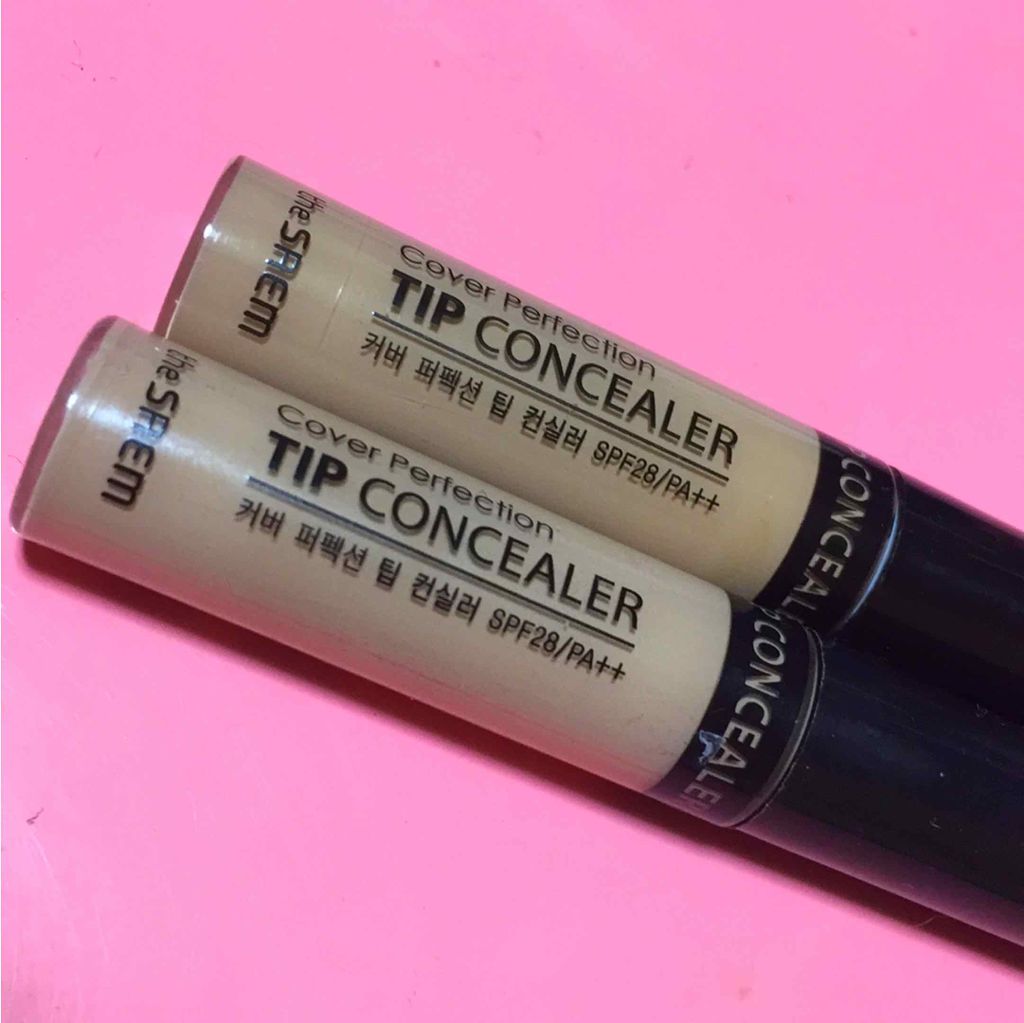 the SAEM
Cover Perfection
TIP CONCEALER
커버 퍼펙션 팁 컨실러 SPF28/PA++
CONCEAL
the SAEM
Cover Perfection
TIP CONCEALER
커버 퍼펙션 팁 컨실러 SPF28/PA++
CONCEALE